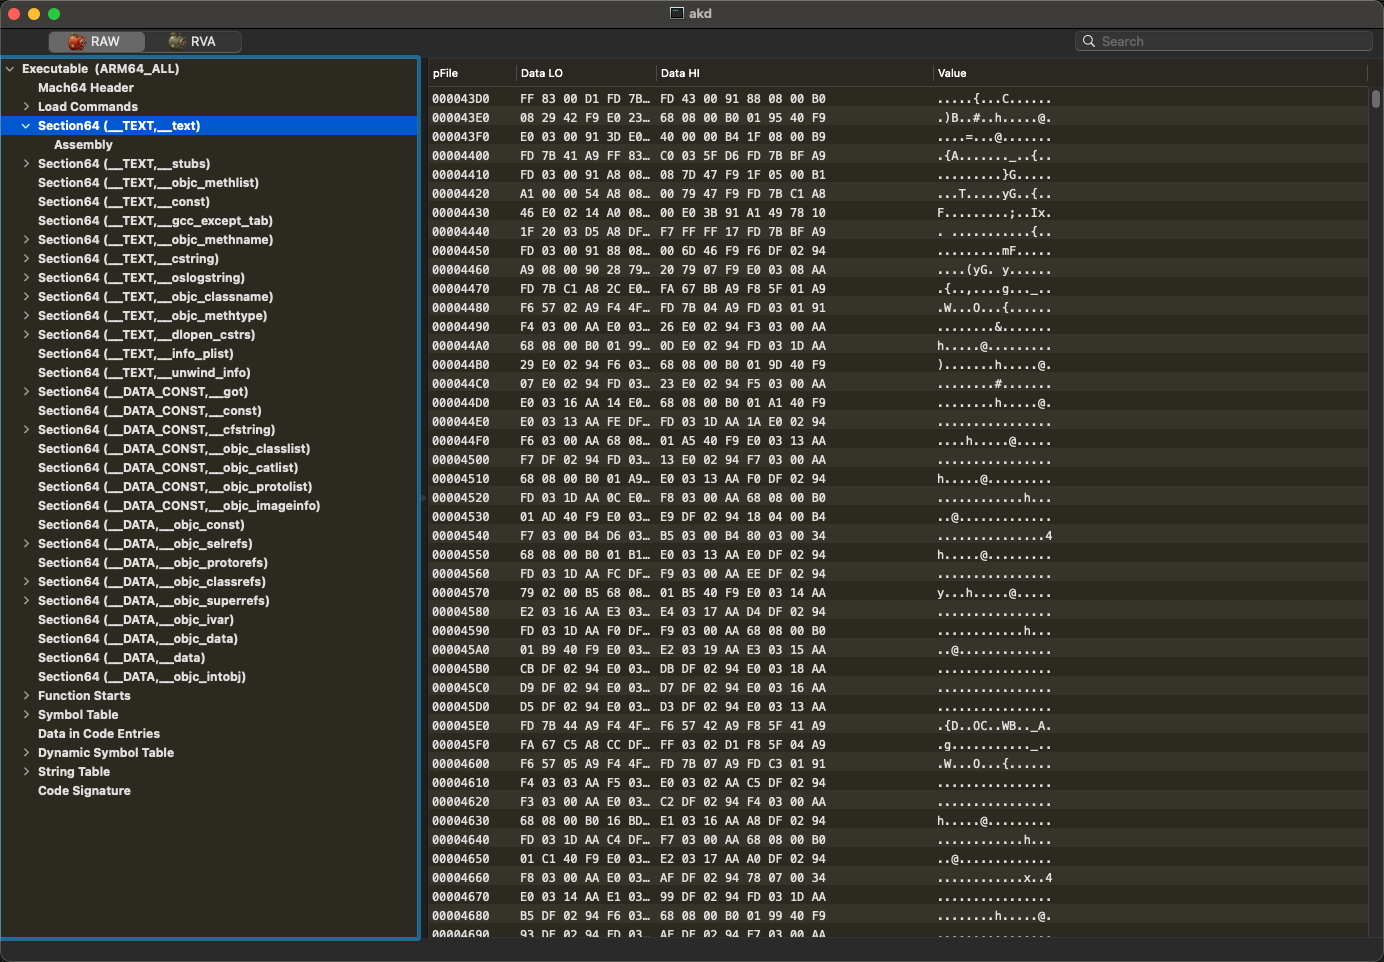 akd
RAW
RVA
Search
Executable (ARM64_ALL)
Mach64 Header
Load Commands
Section64 (__TEXT,__text)
Assembly
Section64 (__TEXT,__stubs)
Section64 (__TEXT,__objc_methlist)
Section64 (__TEXT,__const)
Section64 (__TEXT,__gcc_except_tab)
Section64 (__TEXT,__objc_methname)
Section64 (__TEXT,__cstring)
Section64 (__TEXT,__oslogstring)
Section64 (__TEXT,__objc_classname)
Section64 (__TEXT,__objc_methtype)
Section64 (__TEXT,__dlopen_cstrs)
Section64 (__TEXT,__info_plist)
Section64 (__TEXT,__unwind_info)
Section64 (__DATA_CONST,__got)
Section64 (__DATA_CONST,__const)
Section64 (__DATA_CONST,__cfstring)
Section64 (__DATA_CONST,__objc_classlist)
Section64 (__DATA_CONST,__objc_catlist)
Section64 (__DATA_CONST,__objc_protolist)
Section64 (__DATA_CONST,__objc_imageinfo)
Section64 (__DATA,__objc_const)
Section64 (__DATA,__objc_selrefs)
Section64 (__DATA,__objc_protorefs)
Section64 (__DATA,__objc_classrefs)
Section64 (__DATA,__objc_superrefs)
Section64 (__DATA,__objc_ivar)
Section64 (__DATA,__objc_data)
Section64 (__DATA,__data)
Section64 (__DATA,__objc_intobj)
Function Starts
Symbol Table
Data in Code Entries
Dynamic Symbol Table
String Table
Code Signature
pFile Data LO Data HI Value
000043D0 FF 83 00 D1 FD 7B… FD 43 00 91 88 08 00 B0 .....{...C......
000043E0 08 29 42 F9 E0 23… 68 08 00 B0 01 95 40 F9 .)B..#..h.....@.
000043F0 E0 03 00 91 3D E0… 40 00 00 B4 1F 08 00 B9 ....=...@.......
00004400 FD 7B 41 A9 FF 83… C0 03 5F D6 FD 7B BF A9 .{A......._..{..
00004410 FD 03 00 91 A8 08… 08 7D 47 F9 1F 05 00 B1 .........}G.....
00004420 A1 00 00 54 A8 08… 00 79 47 F9 FD 7B C1 A8 ...T.....yG..{..
00004430 46 E0 02 14 A0 08… 00 E0 3B 91 A1 49 78 10 F.........;..Ix.
00004440 1F 20 03 D5 A8 DF… F7 FF FF 17 FD 7B BF A9 . ...........{..
00004450 FD 03 00 91 88 08… 00 6D 46 F9 F6 DF 02 94 .........mF.....
00004460 A9 08 00 90 28 79… 20 79 07 F9 E0 03 08 AA ....(yG. y......
00004470 FD 7B C1 A8 2C E0… FA 67 BB A9 F8 5F 01 A9 .{..,....g..._..
00004480 F6 57 02 A9 F4 4F… FD 7B 04 A9 FD 03 01 91 .W...O...{......
00004490 F4 03 00 AA E0 03… 26 E0 02 94 F3 03 00 AA ........&.......
000044A0 68 08 00 B0 01 99… 0D E0 02 94 FD 03 1D AA h.....@.........
000044B0 29 E0 02 94 F6 03… 68 08 00 B0 01 9D 40 F9 ).......h.....@.
000044C0 07 E0 02 94 FD 03… 23 E0 02 94 F5 03 00 AA ........#.......
000044D0 E0 03 16 AA 14 E0… 68 08 00 B0 01 A1 40 F9 ........h.....@.
000044E0 E0 03 13 AA FE DF… FD 03 1D AA 1A E0 02 94 ................
000044F0 F6 03 00 AA 68 08… 01 A5 40 F9 E0 03 13 AA ....h.....@.....
00004500 F7 DF 02 94 FD 03… 13 E0 02 94 F7 03 00 AA ................
00004510 68 08 00 B0 01 A9… E0 03 13 AA F0 DF 02 94 h.....@.........
00004520 FD 03 1D AA 0C E0… F8 03 00 AA 68 08 00 B0 ............h...
00004530 01 AD 40 F9 E0 03… E9 DF 02 94 18 04 00 B4 ..@.............
00004540 F7 03 00 B4 D6 03… B5 03 00 B4 80 03 00 34 ...............4
00004550 68 08 00 B0 01 B1… E0 03 13 AA E0 DF 02 94 h.....@.........
00004560 FD 03 1D AA FC DF… F9 03 00 AA EE DF 02 94 ................
00004570 79 02 00 B5 68 08… 01 B5 40 F9 E0 03 14 AA y...h.....@.....
00004580 E2 03 16 AA E3 03… E4 03 17 AA D4 DF 02 94 ................
00004590 FD 03 1D AA F0 DF… F9 03 00 AA 68 08 00 B0 ............h...
000045A0 01 B9 40 F9 E0 03… E2 03 19 AA E3 03 15 AA ..@.............
000045B0 CB DF 02 94 E0 03… DB DF 02 94 E0 03 18 AA ................
000045C0 D9 DF 02 94 E0 03… D7 DF 02 94 E0 03 16 AA ................
000045D0 D5 DF 02 94 E0 03… D3 DF 02 94 E0 03 13 AA ................
000045E0 FD 7B 44 A9 F4 4F… F6 57 42 A9 F8 5F 41 A9 .{D..OC..WB.._A.
000045F0 FA 67 C5 A8 CC DF… FF 03 02 D1 F8 5F 04 A9 .g..........._..
00004600 F6 57 05 A9 F4 4F… FD 7B 07 A9 FD C3 01 91 .W...O...{......
00004610 F4 03 03 AA F5 03… E0 03 02 AA C5 DF 02 94 ................
00004620 F3 03 00 AA E0 03… C2 DF 02 94 F4 03 00 AA ................
00004630 68 08 00 B0 16 BD… E1 03 16 AA A8 DF 02 94 h.....@.........
00004640 FD 03 1D AA C4 DF… F7 03 00 AA 68 08 00 B0 ............h...
00004650 01 C1 40 F9 E0 03… E2 03 17 AA A0 DF 02 94 ..@.............
00004660 F8 03 00 AA E0 03… AF DF 02 94 78 07 00 34 ............x..4
00004670 E0 03 14 AA E1 03… 99 DF 02 94 FD 03 1D AA ................
00004680 B5 DF 02 94 F6 03… 68 08 00 B0 01 99 40 F9 ........h.....@.
00004690 93 DF 02 94 FD 03… AF DF 02 94 F7 03 00 AA ................